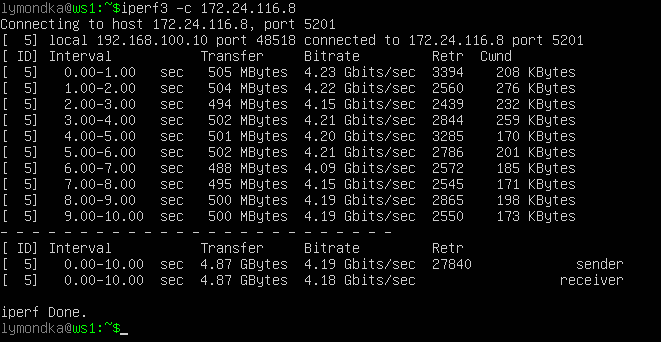 lymondka@ws1:~$iperf3 -c 172.24.116.8
Connecting to host 172.24.116.8, port 5201
[  5] local 192.168.100.10 port 48518 connected to 172.24.116.8 port 5201
[ ID] Interval           Transfer     Bitrate         Retr  Cwnd
[  5]   0.00-1.00   sec   505 MBytes  4.23 Gbits/sec  3394    208 KBytes
[  5]   1.00-2.00   sec   504 MBytes  4.22 Gbits/sec  2560    276 KBytes
[  5]   2.00-3.00   sec   494 MBytes  4.15 Gbits/sec  2439    232 KBytes
[  5]   3.00-4.00   sec   502 MBytes  4.21 Gbits/sec  2844    259 KBytes
[  5]   4.00-5.00   sec   501 MBytes  4.20 Gbits/sec  3285    170 KBytes
[  5]   5.00-6.00   sec   502 MBytes  4.21 Gbits/sec  2786    201 KBytes
[  5]   6.00-7.00   sec   488 MBytes  4.09 Gbits/sec  2572    185 KBytes
[  5]   7.00-8.00   sec   495 MBytes  4.15 Gbits/sec  2545    171 KBytes
[  5]   8.00-9.00   sec   500 MBytes  4.19 Gbits/sec  2865    198 KBytes
[  5]   9.00-10.00  sec   500 MBytes  4.19 Gbits/sec  2550    173 KBytes
- - - - - - - - - - - - - - - - - - - - - - - - -
[ ID] Interval           Transfer     Bitrate         Retr
[  5]   0.00-10.00  sec  4.87 GBytes  4.19 Gbits/sec  27840             sender
[  5]   0.00-10.00  sec  4.87 GBytes  4.18 Gbits/sec                  receiver

iperf Done.
lymondka@ws1:~$_